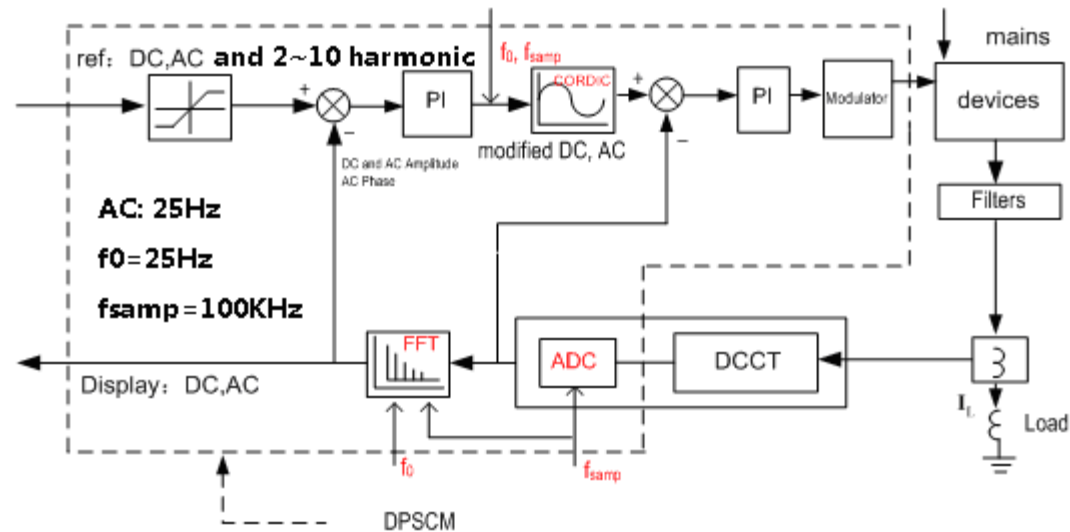 ref: DC,AC and 2~10 harmonic
f₀, fsamp
mains
PI
CORDIC
PI
Modulator
devices
modified DC, AC
DC and AC Amplitude
AC Phase
Filters
AC: 25Hz
f0=25Hz
fsamp=100KHz
FFT
ADC
DCCT
Display: DC,AC
I_L
Load
f₀
fsamp
DPSCM